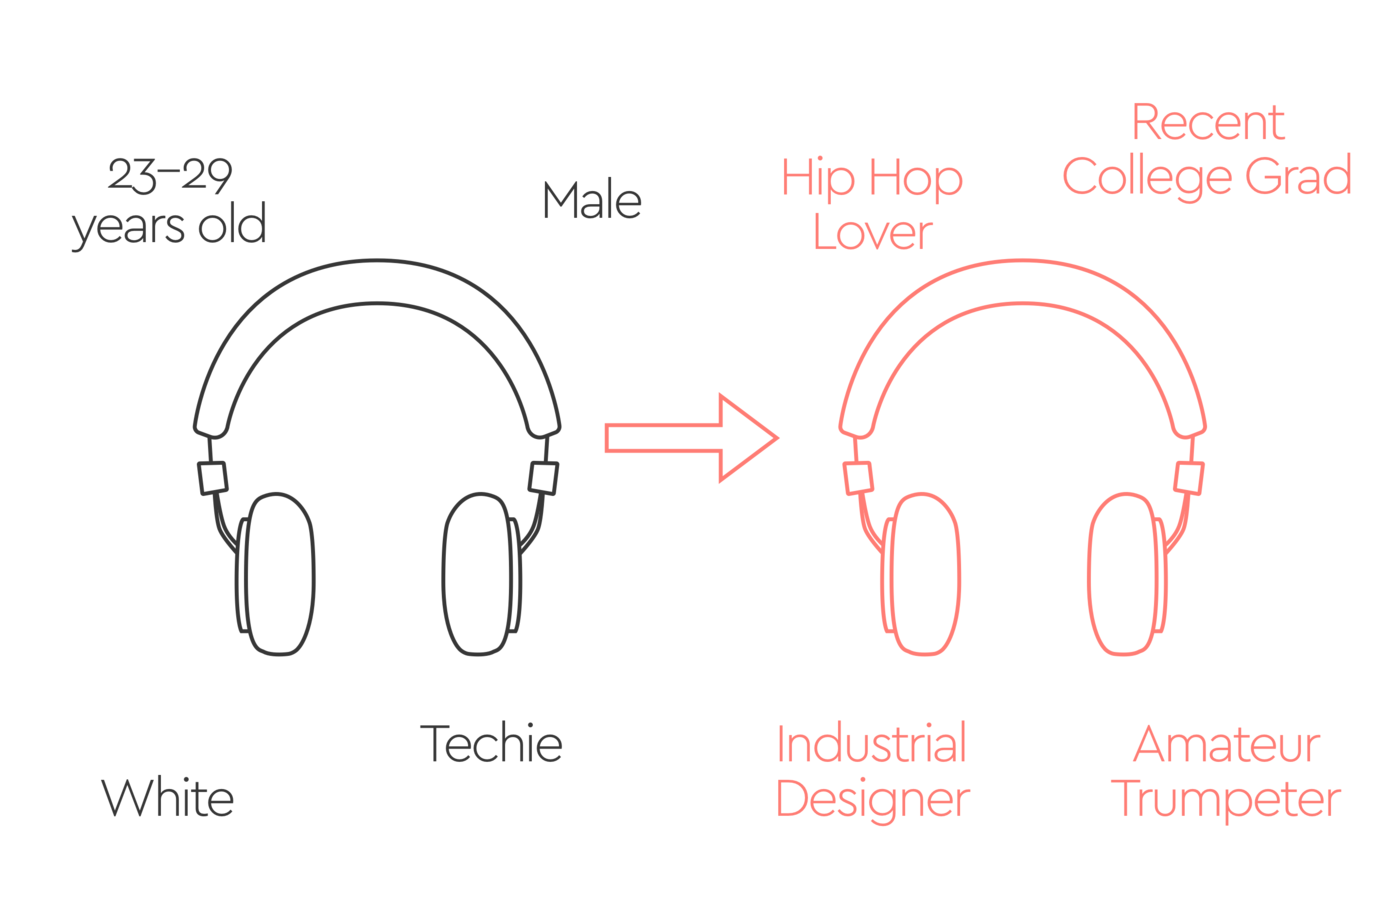 23–29
years old
Male
White
Techie
Hip Hop
Lover
Recent
College Grad
Industrial
Designer
Amateur
Trumpeter